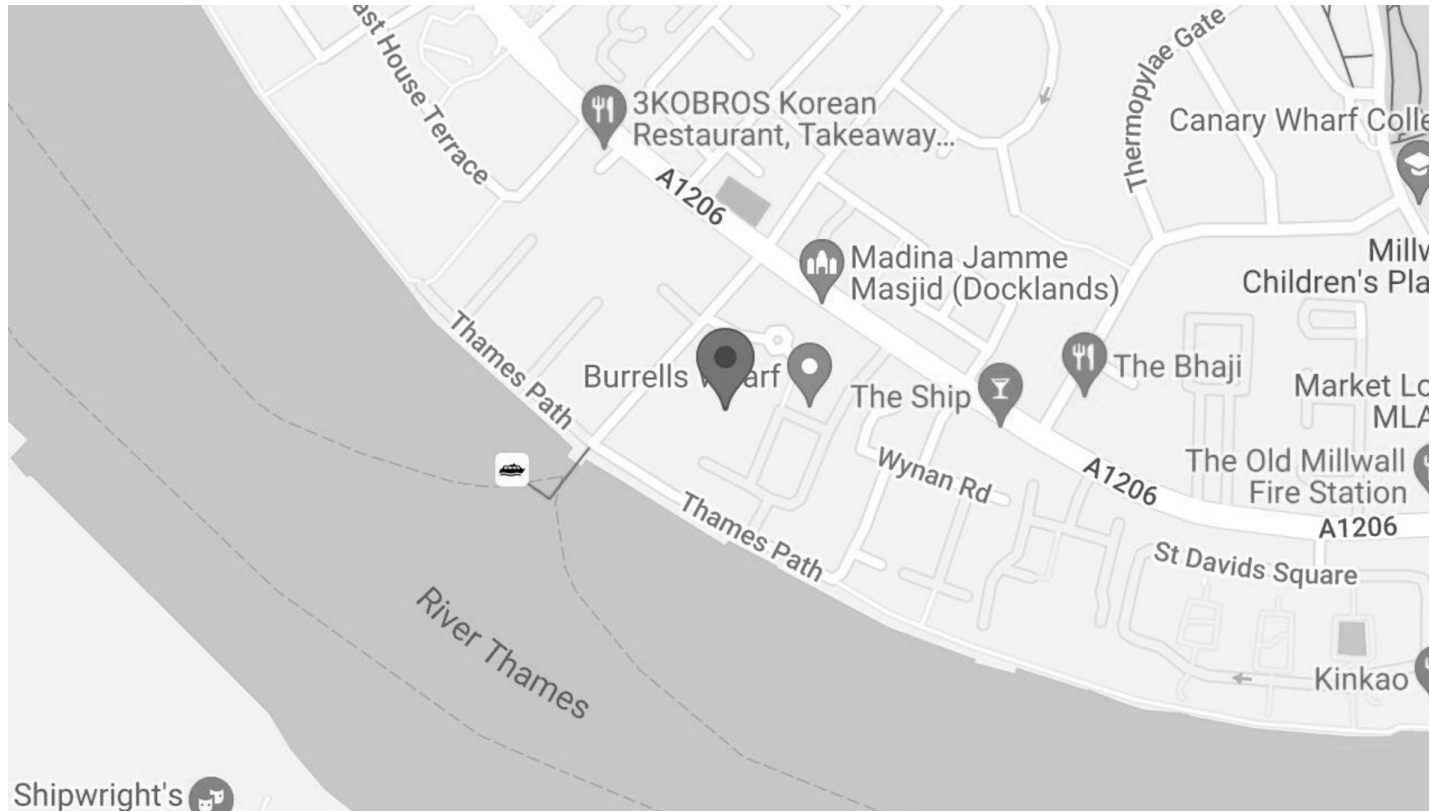 ast House Terrace
3KOBROS Korean
Restaurant, Takeaway...
Thermopylae Gate
Canary Wharf Colle
A1206
Madina Jamme
Masjid (Docklands)
Millw
Children's Pla
Thames Path
Burrells Wharf
The Ship
The Bhaji
Market Lo
MLA
Wynan Rd
A1206
The Old Millwall
Fire Station
A1206
Thames Path
St Davids Square
River Thames
Kinkao
Shipwright's